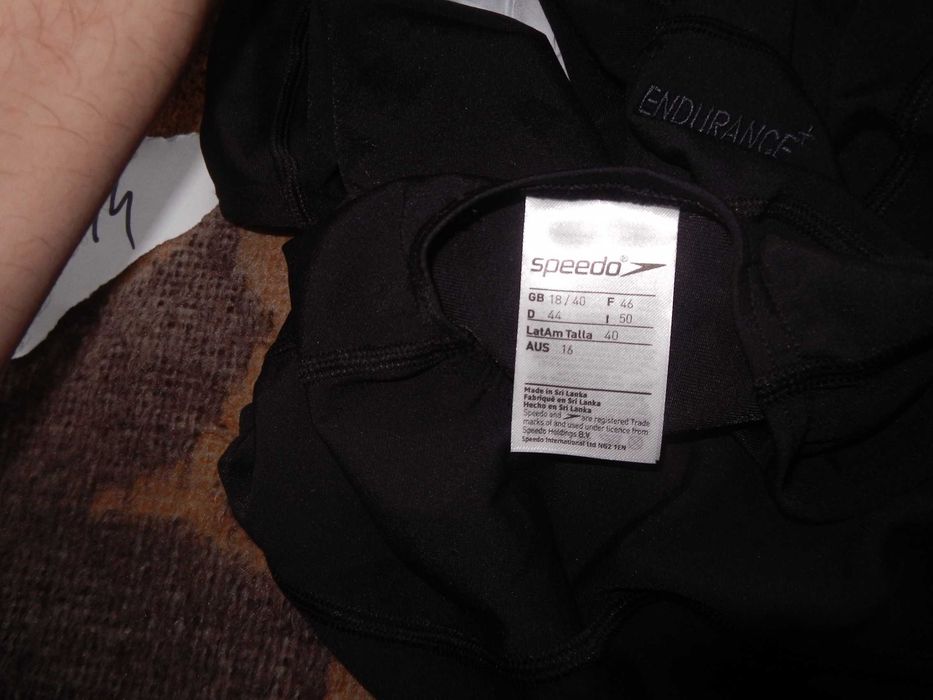 ENDURANCE+
speedo®
GB 18 / 40 F 46
D 44 I 50
LatAm Talla 40
AUS 16
Made in Sri Lanka
Fabriqué en Sri Lanka
Hecho en Sri Lanka
Speedo and are registered Trade
marks of and used under licence from
Speedo Holdings B.V.
Speedo International Ltd NG2 1EN